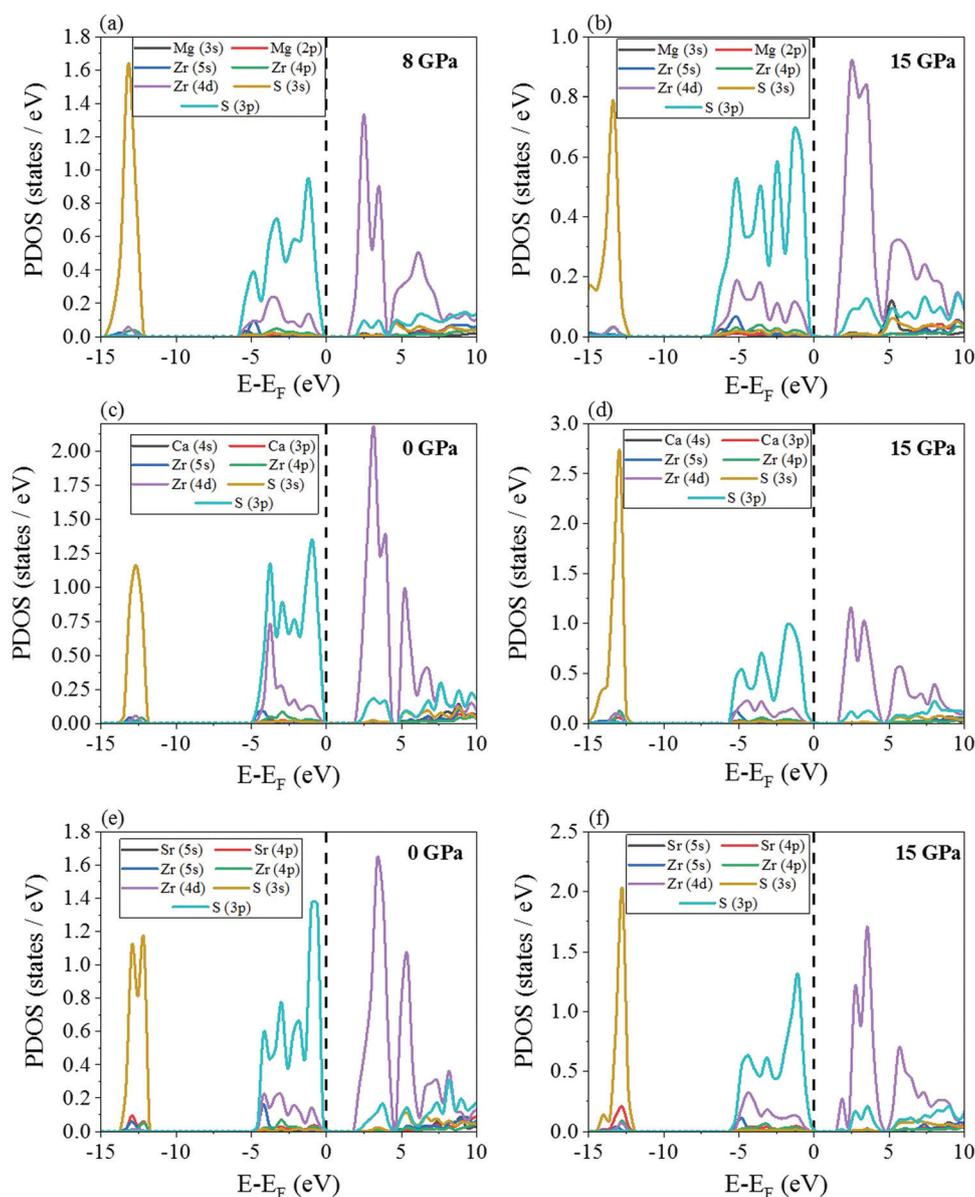 (a)
Mg (3s) Mg (2p)
Zr (5s) Zr (4p)
Zr (4d) S (3s)
S (3p)
8 GPa
PDOS (states / eV)
1.8
1.6
1.4
1.2
1.0
0.8
0.6
0.4
0.2
0.0
-15 -10 -5 0 5 10
E-E_F (eV)
(b)
Mg (3s) Mg (2p)
Zr (5s) Zr (4p)
Zr (4d) S (3s)
S (3p)
15 GPa
PDOS (states / eV)
1.0
0.8
0.6
0.4
0.2
0.0
-15 -10 -5 0 5 10
E-E_F (eV)
(c)
Ca (4s) Ca (3p)
Zr (5s) Zr (4p)
Zr (4d) S (3s)
S (3p)
0 GPa
PDOS (states / eV)
2.00
1.75
1.50
1.25
1.00
0.75
0.50
0.25
0.00
-15 -10 -5 0 5 10
E-E_F (eV)
(d)
Ca (4s) Ca (3p)
Zr (5s) Zr (4p)
Zr (4d) S (3s)
S (3p)
15 GPa
PDOS (states / eV)
3.0
2.5
2.0
1.5
1.0
0.5
0.0
-15 -10 -5 0 5 10
E-E_F (eV)
(e)
Sr (5s) Sr (4p)
Zr (5s) Zr (4p)
Zr (4d) S (3s)
S (3p)
0 GPa
PDOS (states / eV)
1.8
1.6
1.4
1.2
1.0
0.8
0.6
0.4
0.2
0.0
-15 -10 -5 0 5 10
E-E_F (eV)
(f)
Sr (5s) Sr (4p)
Zr (5s) Zr (4p)
Zr (4d) S (3s)
S (3p)
15 GPa
PDOS (states / eV)
2.5
2.0
1.5
1.0
0.5
0.0
-15 -10 -5 0 5 10
E-E_F (eV)